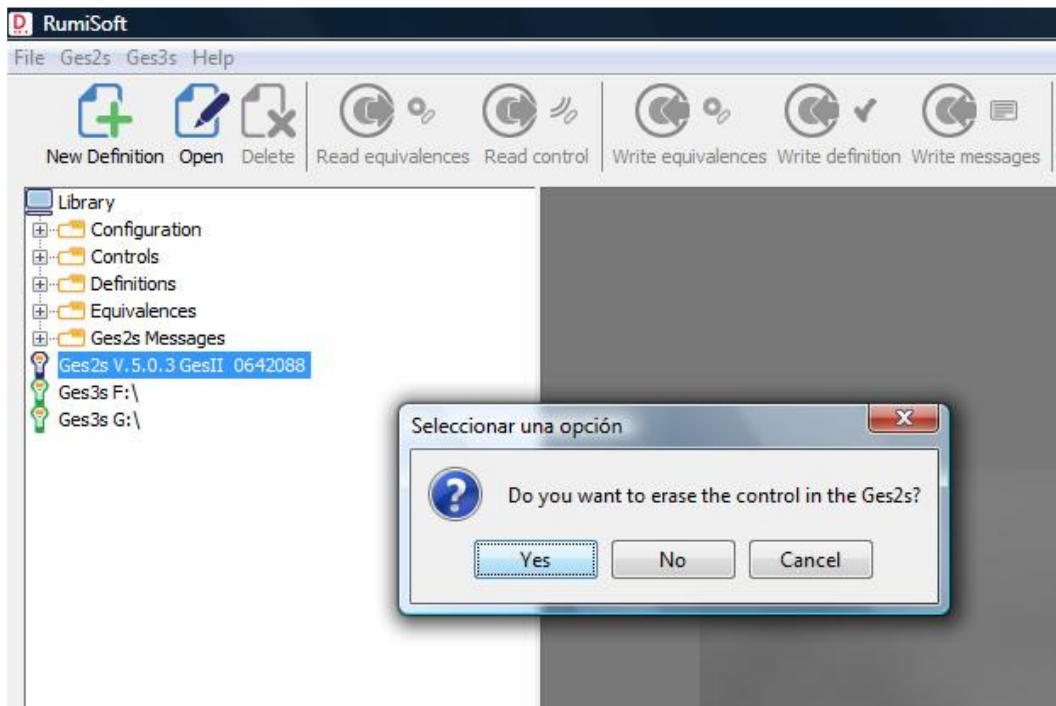 RumiSoft
File Ges2s Ges3s Help
New Definition Open Delete Read equivalences Read control Write equivalences Write definition Write messages
Library
Configuration
Controls
Definitions
Equivalences
Ges2s Messages
Ges2s V.5.0.3 GesII 0642088
Ges3s F:\
Ges3s G:\
Seleccionar una opción
Do you want to erase the control in the Ges2s?
Yes No Cancel